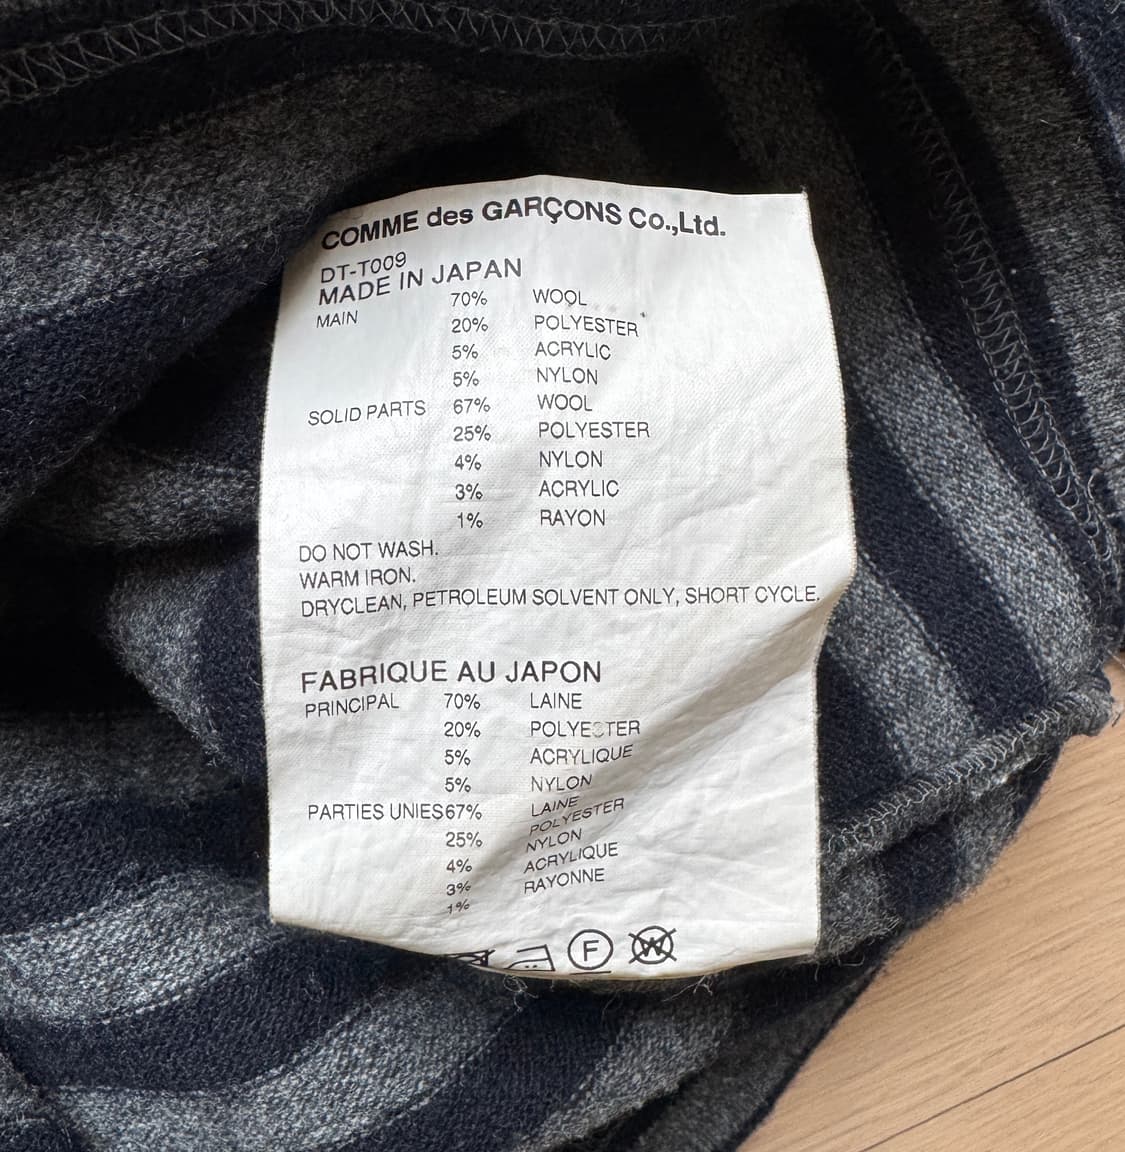 COMME des GARÇONS Co.,Ltd.
DT-T009
MADE IN JAPAN
MAIN 70% WOOL
20% POLYESTER
5% ACRYLIC
5% NYLON
SOLID PARTS 67% WOOL
25% POLYESTER
4% NYLON
3% ACRYLIC
1% RAYON
DO NOT WASH.
WARM IRON.
DRYCLEAN, PETROLEUM SOLVENT ONLY, SHORT CYCLE.
FABRIQUE AU JAPON
PRINCIPAL 70% LAINE
20% POLYESTER
5% ACRYLIQUE
5% NYLON
PARTIES UNIES 67% LAINE
25% POLYESTER
4% NYLON
3% ACRYLIQUE
1% RAYONNE
F W